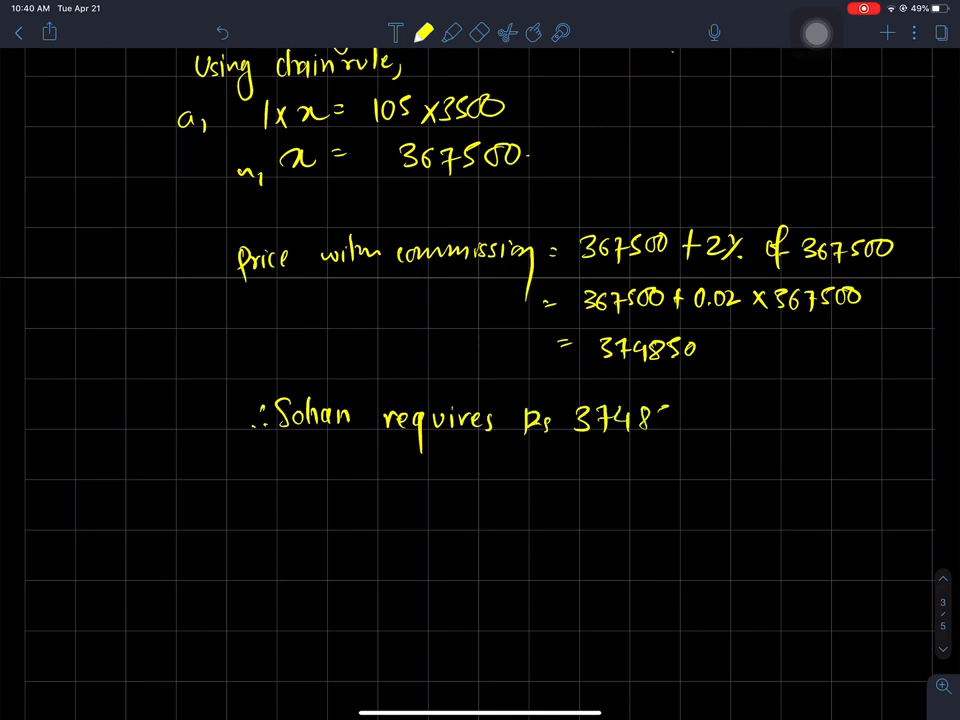 10:40 AM Tue Apr 21
49%
T
Using chain rule,
a, 1 x x = 105 x 3500
x = 367500.
Price with commission = 367500 + 2% of 367500
= 367500 + 0.02 x 367500
= 374850
∴ Sohan requires Rs 3748
3
/
5